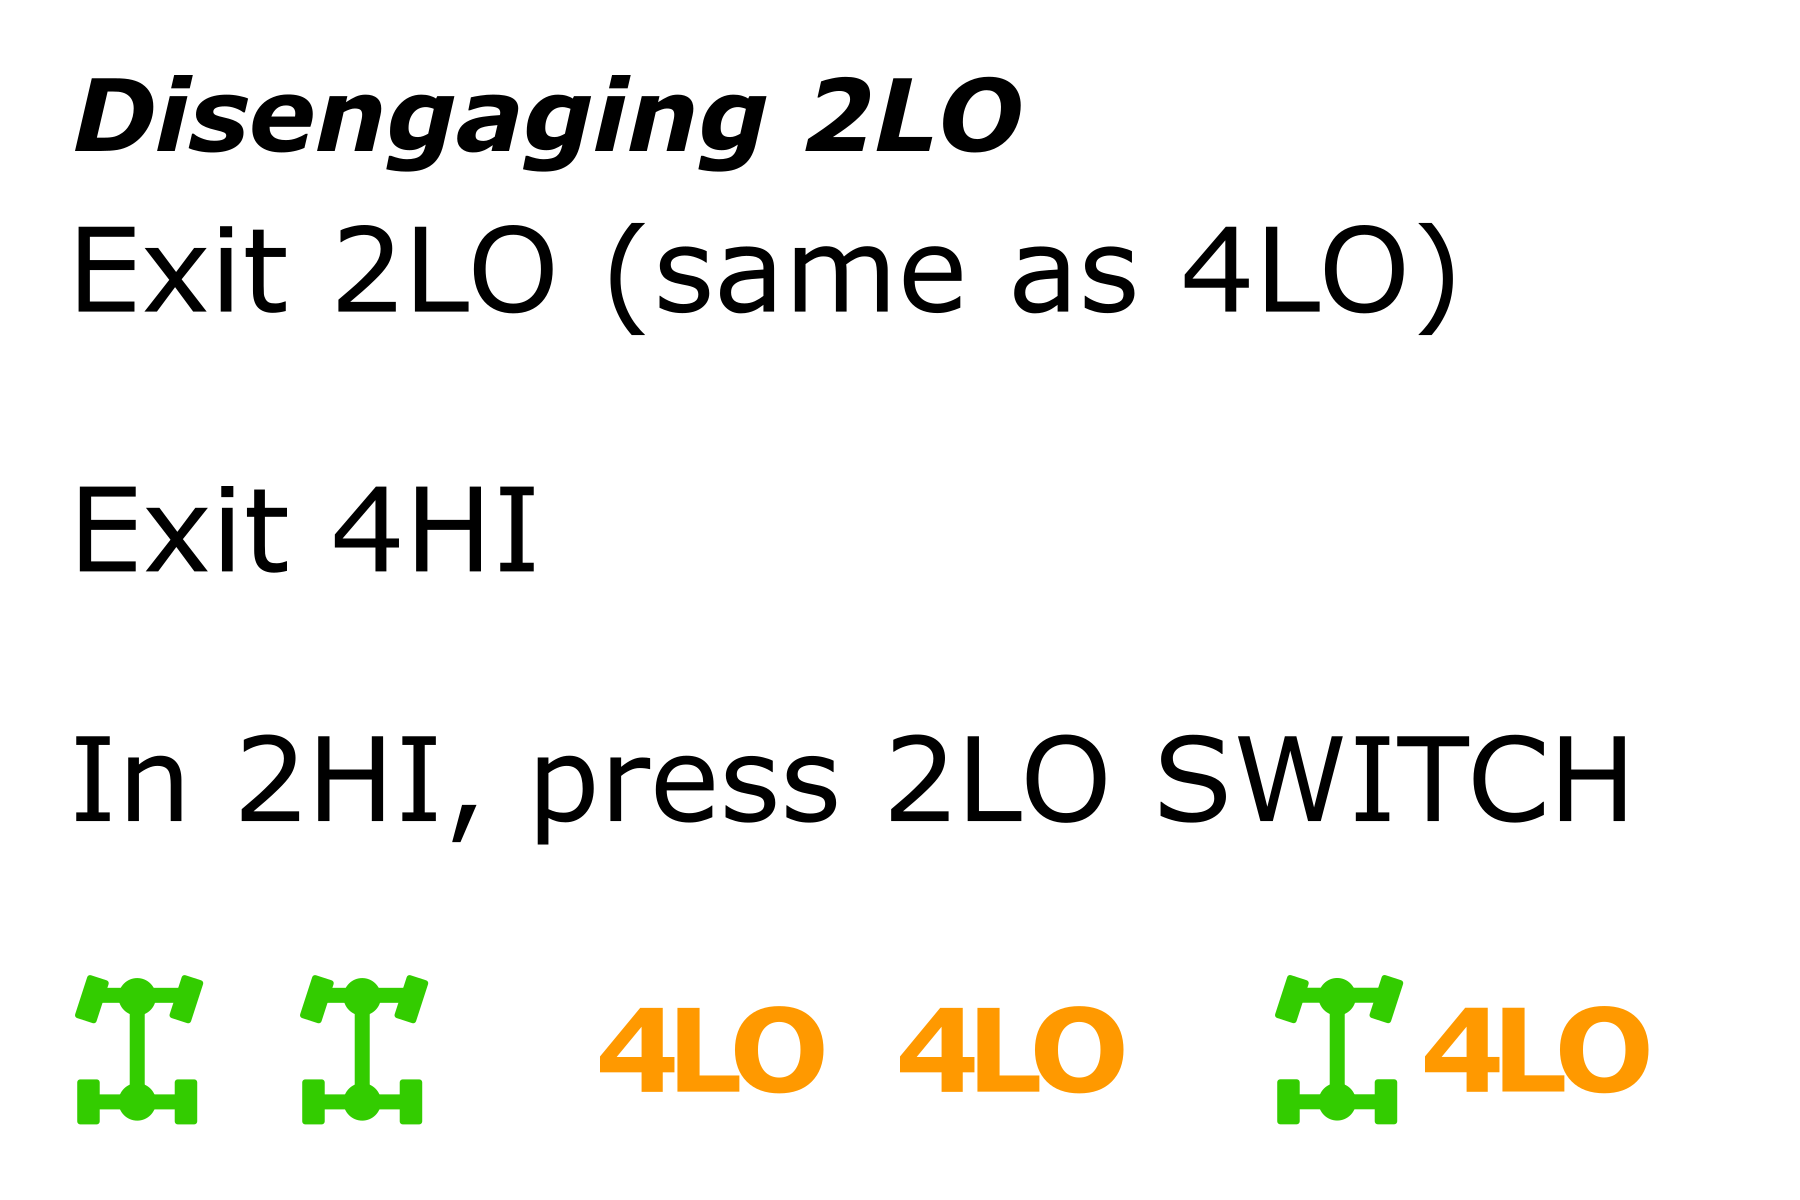 Disengaging 2LO
Exit 2LO (same as 4LO)
Exit 4HI
In 2HI, press 2LO SWITCH
4LO 4LO 4LO